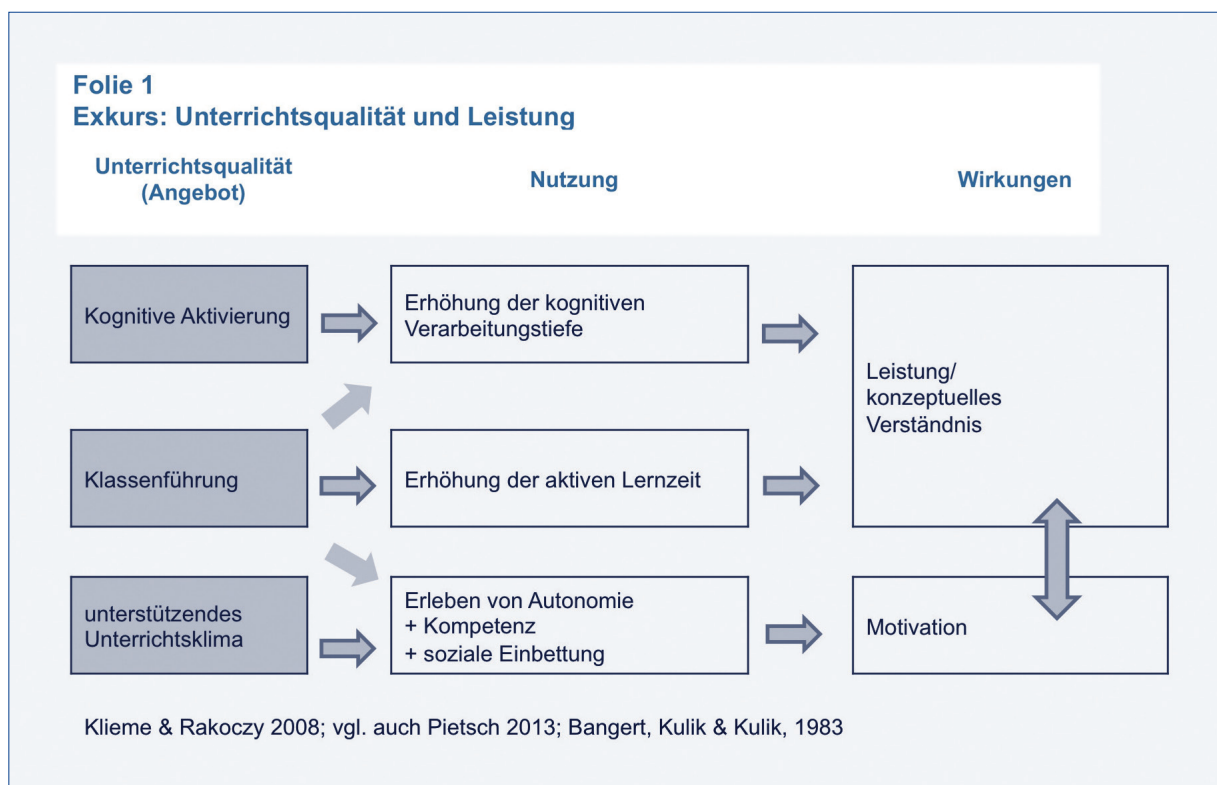 Folie 1
Exkurs: Unterrichtsqualität und Leistung
Unterrichtsqualität
(Angebot)
Nutzung
Wirkungen
Kognitive Aktivierung
Erhöhung der kognitiven
Verarbeitungstiefe
Leistung/
konzeptuelles
Verständnis
Klassenführung
Erhöhung der aktiven Lernzeit
unterstützendes
Unterrichtsklima
Erleben von Autonomie
+ Kompetenz
+ soziale Einbettung
Motivation
Klieme & Rakoczy 2008; vgl. auch Pietsch 2013; Bangert, Kulik & Kulik, 1983